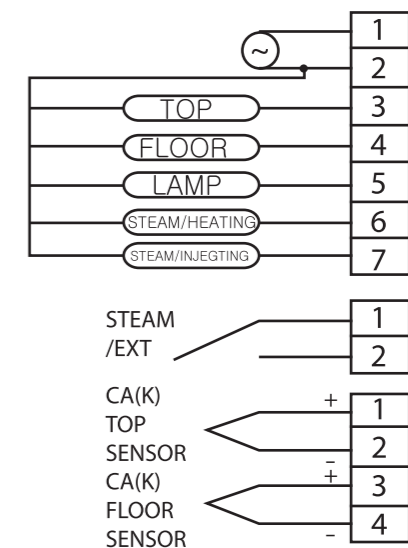 ~ 1
2
TOP 3
FLOOR 4
LAMP 5
STEAM/HEATING 6
STEAM/INJEGTING 7
STEAM 1
/EXT 2
CA(K) + 1
TOP
SENSOR - 2
CA(K) + 3
FLOOR
SENSOR - 4